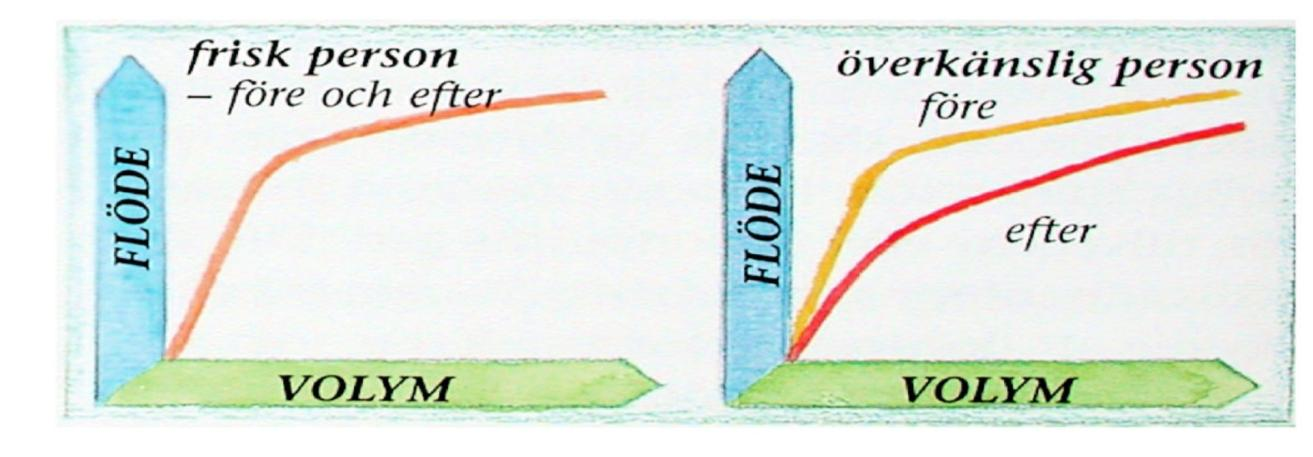 frisk person
– före och efter
FLÖDE
VOLYM
överkänslig person
före
efter
FLÖDE
VOLYM